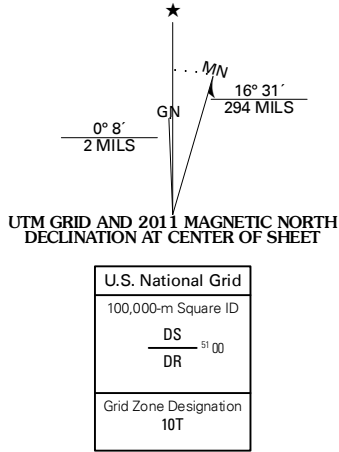 ★
MN
GN
16° 31´
294 MILS
0° 8´
2 MILS
UTM GRID AND 2011 MAGNETIC NORTH
DECLINATION AT CENTER OF SHEET
U.S. National Grid
100,000-m Square ID
DS
51 00
DR
Grid Zone Designation
10T